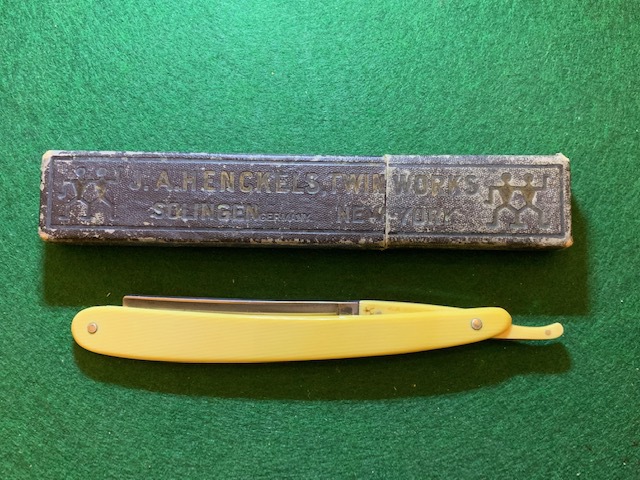 J. A. HENCKELS. TWIN WORKS
SOLINGEN GERMANY. NEW-YORK